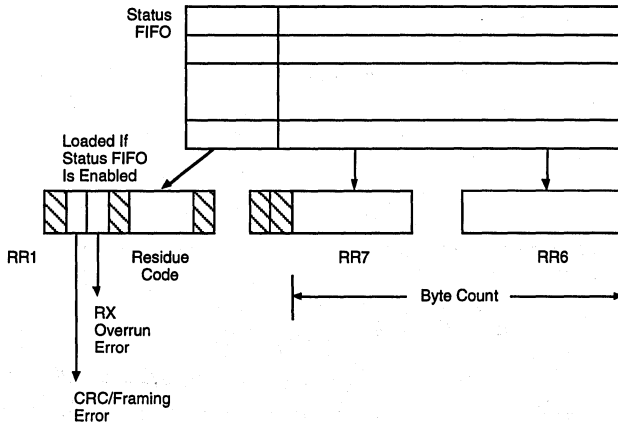 Status
FIFO
Loaded If
Status FIFO
Is Enabled
RR1
Residue
Code
RR7
RR6
Byte Count
RX
Overrun
Error
CRC/Framing
Error